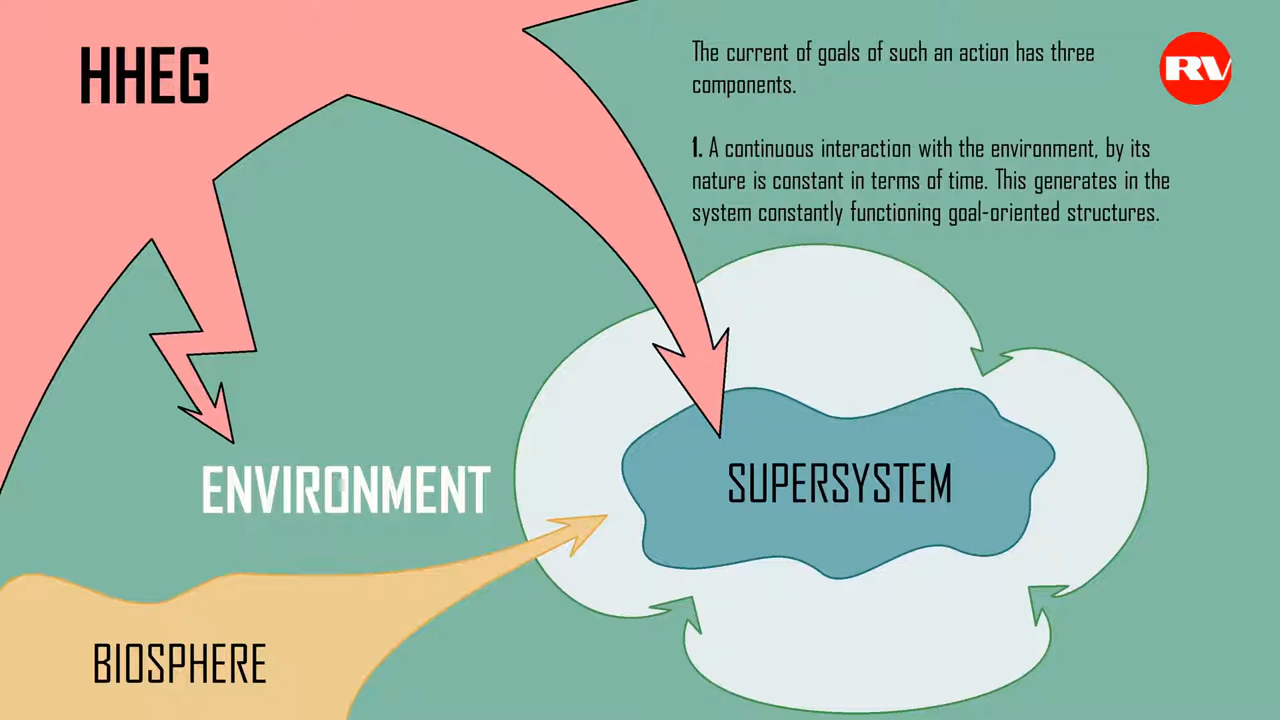 HHEG
The current of goals of such an action has three
components.
RV
1. A continuous interaction with the environment, by its
nature is constant in terms of time. This generates in the
system constantly functioning goal-oriented structures.
ENVIRONMENT
SUPERSYSTEM
BIOSPHERE